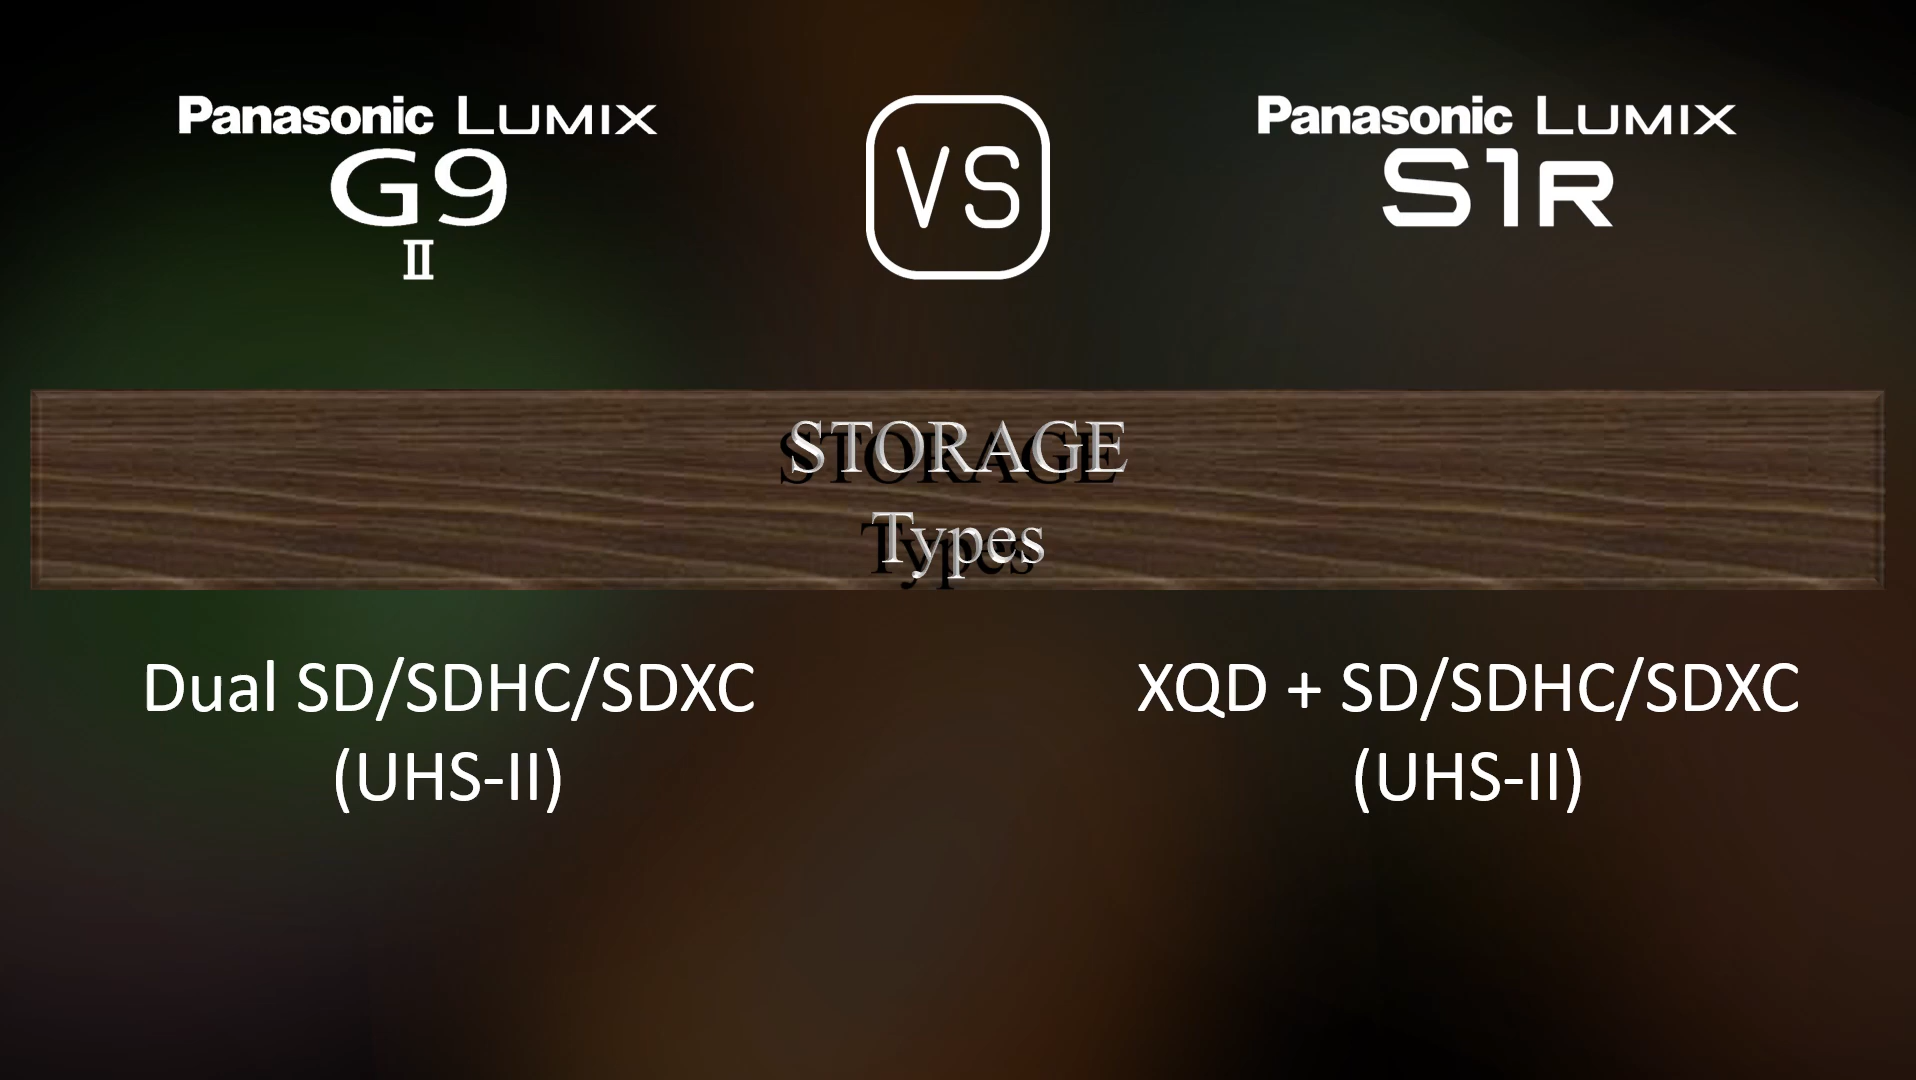 Panasonic LUMIX
G9
II
VS
Panasonic LUMIX
S1R
STORAGE
Types
Dual SD/SDHC/SDXC
(UHS-II)
XQD + SD/SDHC/SDXC
(UHS-II)